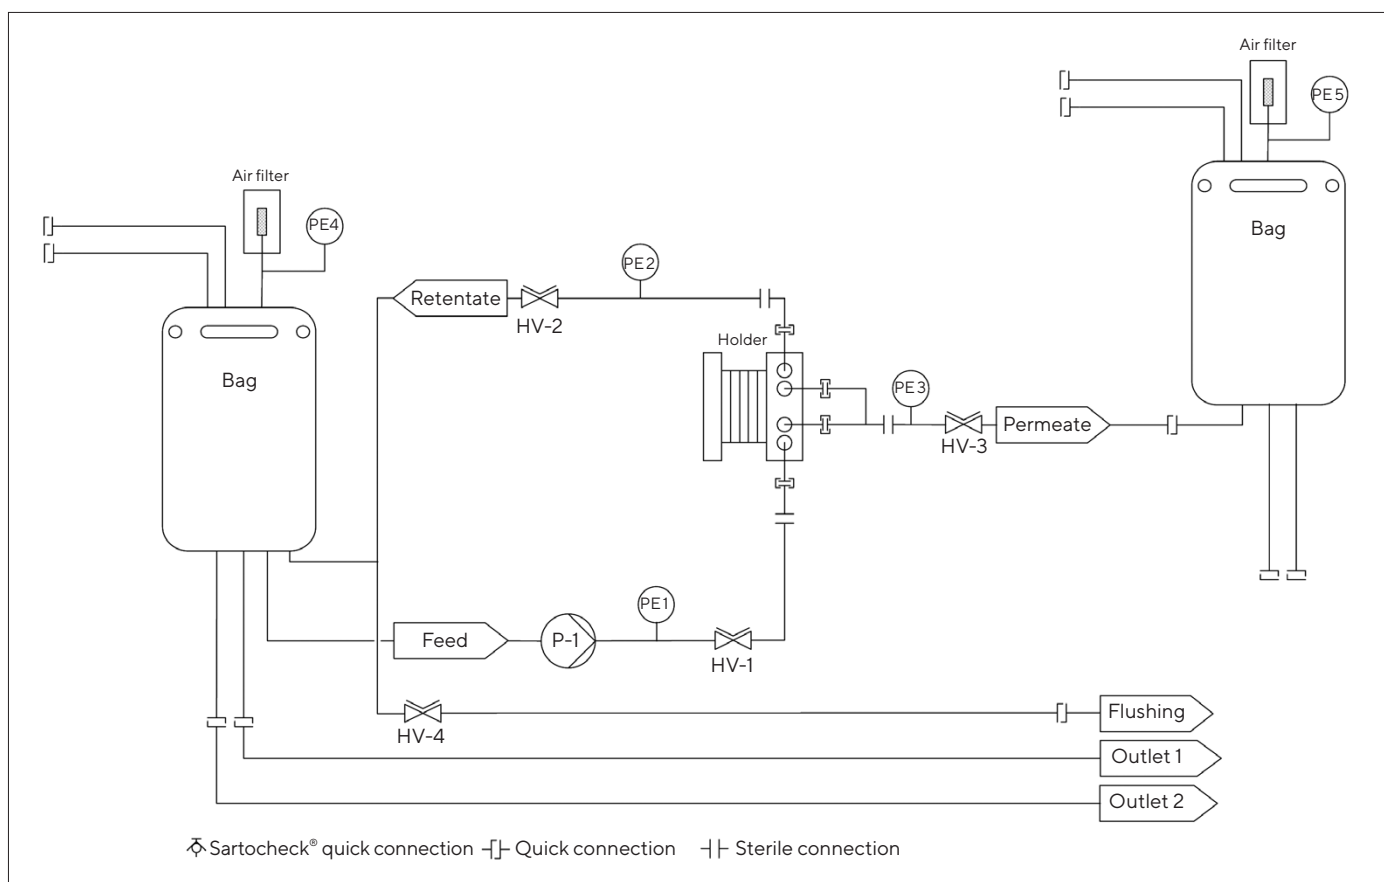 Air filter
PE5
Bag
Air filter
PE4
Bag
Retentate
HV-2
PE2
Holder
PE3
HV-3
Permeate
Feed
P-1
PE1
HV-1
HV-4
Flushing
Outlet 1
Outlet 2
Sartocheck® quick connection
Quick connection
Sterile connection